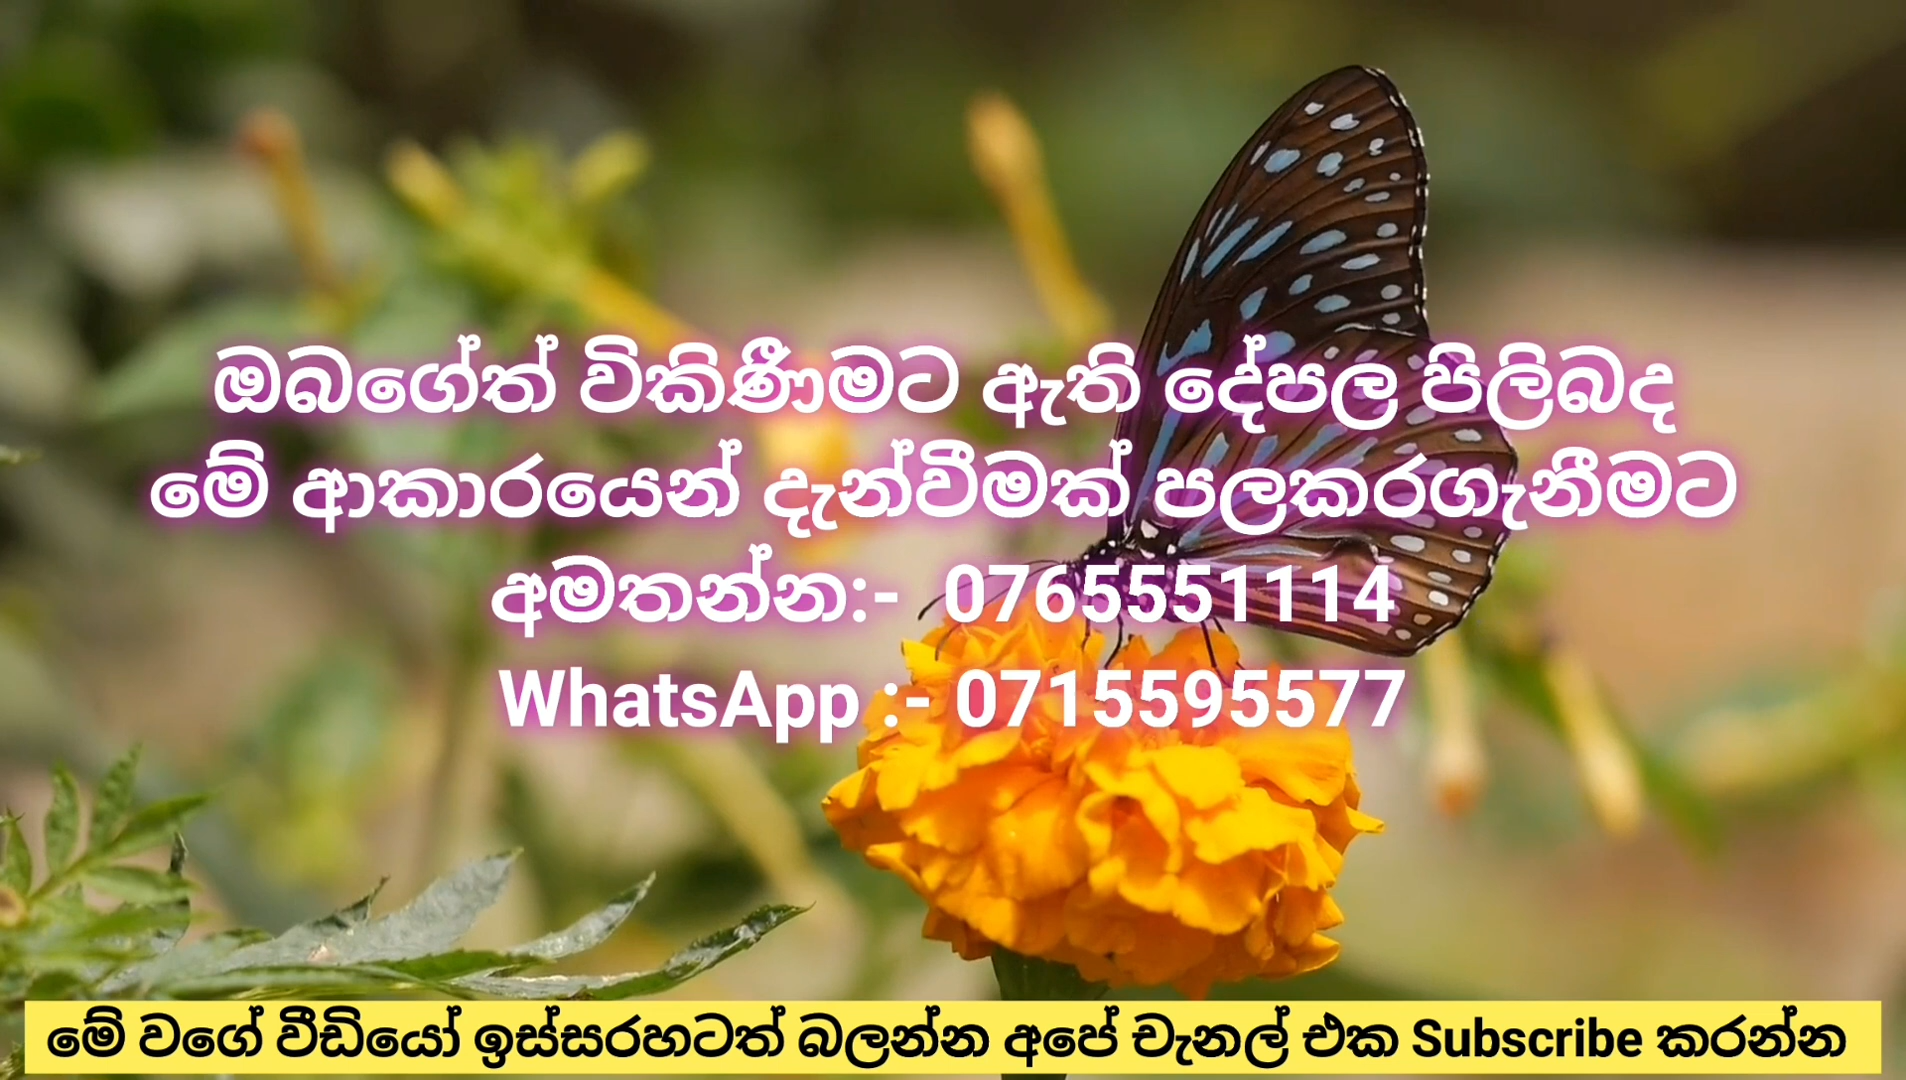 ඔබගේත් විකිණීමට ඇති දේපල පිලිබද
මේ ආකාරයෙන් දැන්වීමක් පලකරගැනීමට
අමතන්න:- 0765551114
WhatsApp :- 0715595577
මේ වගේ වීඩියෝ ඉස්සරහටත් බලන්න අපේ චැනල් එක Subscribe කරන්න